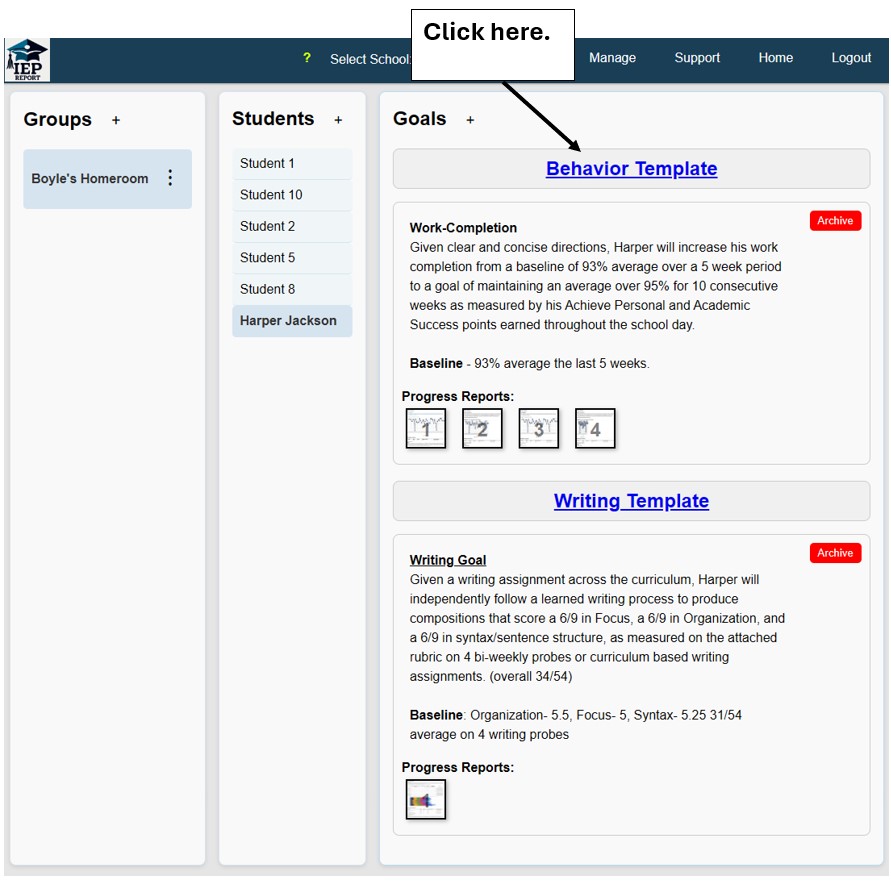 Click here.
IEP
REPORT
? Select School: Manage Support Home Logout
Groups +
Boyle's Homeroom
Students +
Student 1
Student 10
Student 2
Student 5
Student 8
Harper Jackson
Goals +
Behavior Template
Archive
Work-Completion
Given clear and concise directions, Harper will increase his work
completion from a baseline of 93% average over a 5 week period
to a goal of maintaining an average over 95% for 10 consecutive
weeks as measured by his Achieve Personal and Academic
Success points earned throughout the school day.
Baseline - 93% average the last 5 weeks.
Progress Reports:
1 2 3 4
Writing Template
Archive
Writing Goal
Given a writing assignment across the curriculum, Harper will
independently follow a learned writing process to produce
compositions that score a 6/9 in Focus, a 6/9 in Organization, and
a 6/9 in syntax/sentence structure, as measured on the attached
rubric on 4 bi-weekly probes or curriculum based writing
assignments. (overall 34/54)
Baseline: Organization- 5.5, Focus- 5, Syntax- 5.25 31/54
average on 4 writing probes
Progress Reports: